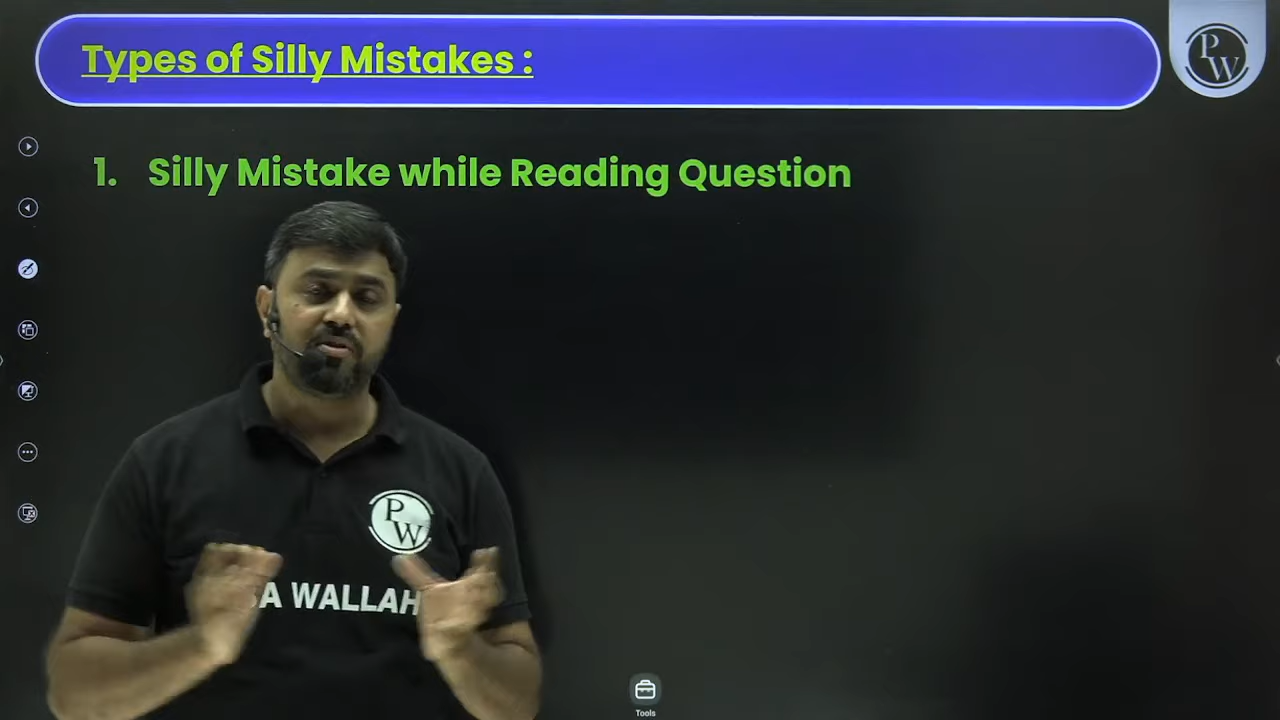 Types of Silly Mistakes :
PW
1. Silly Mistake while Reading Question
PW
WALLAH
Tools